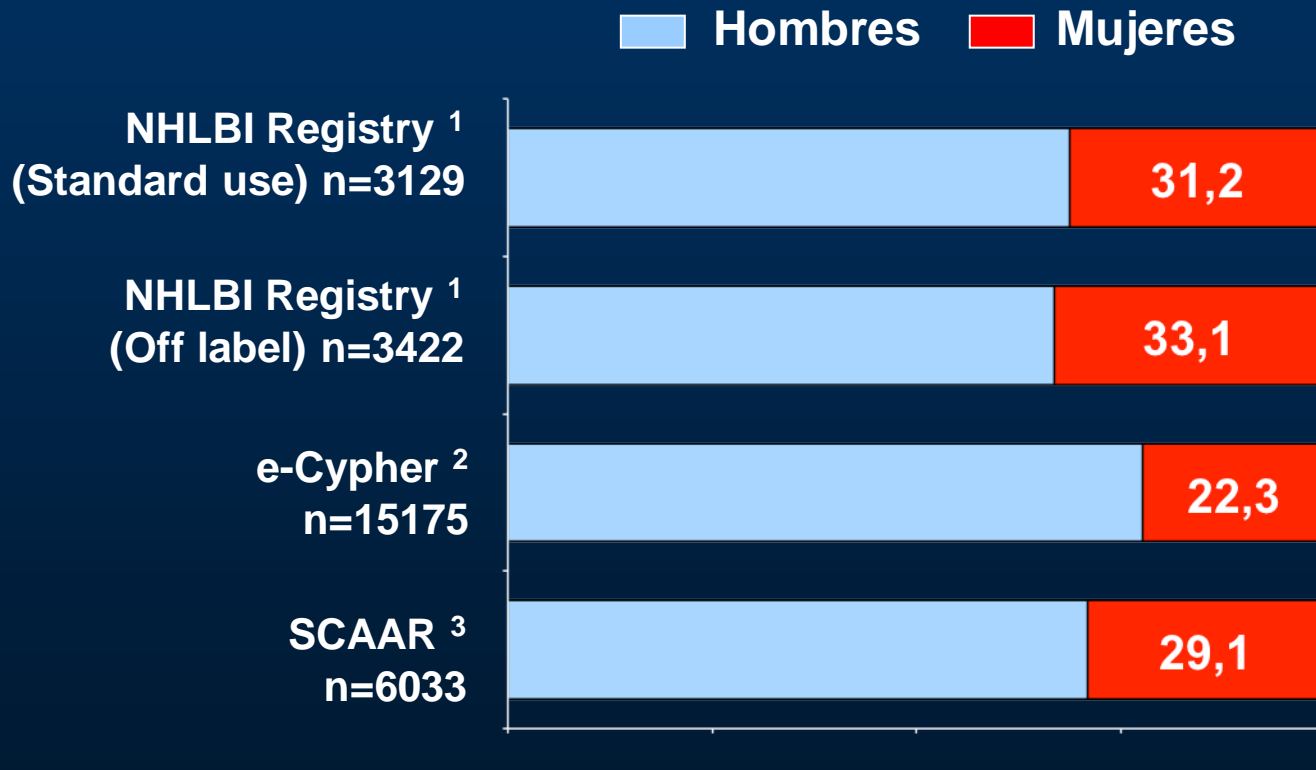 Hombres Mujeres
NHLBI Registry 1
(Standard use) n=3129
31,2
NHLBI Registry 1
(Off label) n=3422
33,1
e-Cypher 2
n=15175
22,3
SCAAR 3
n=6033
29,1